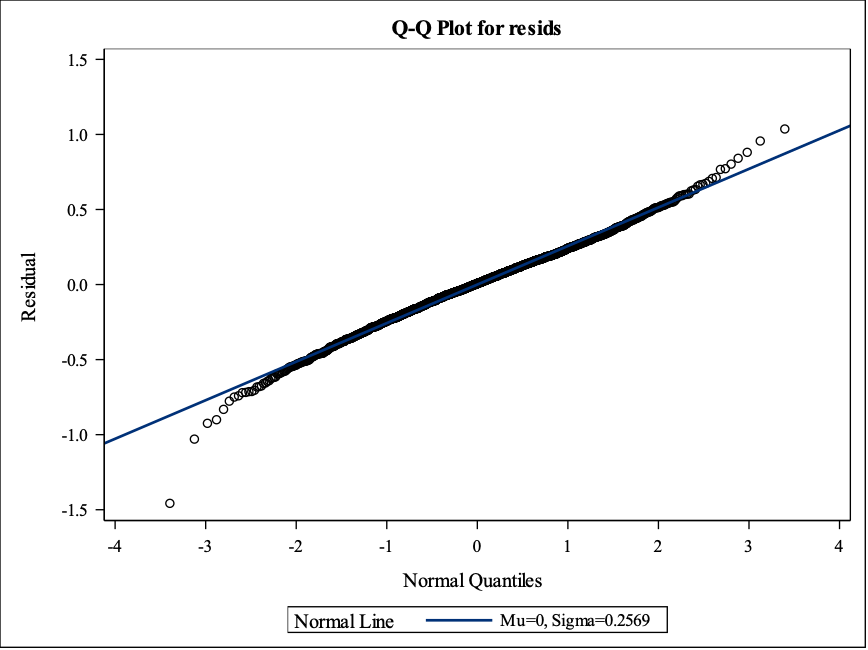 Q-Q Plot for resids
1.5
1.0
0.5
0.0
-0.5
-1.0
-1.5
Residual
-4 -3 -2 -1 0 1 2 3 4
Normal Quantiles
Normal Line Mu=0, Sigma=0.2569